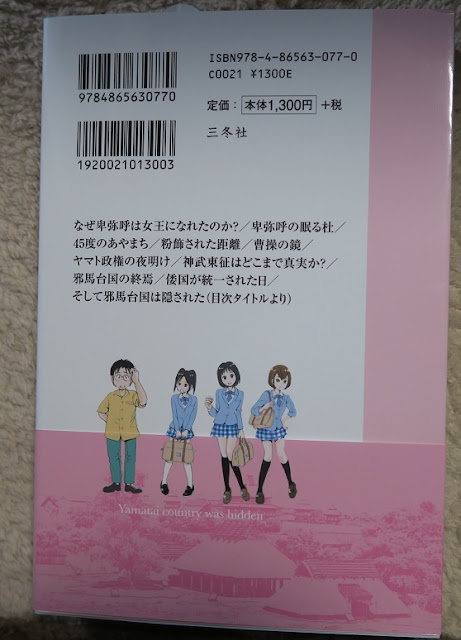 ISBN978-4-86563-077-0
C0021 ¥1300E
9784865630770
定価：本体1,300円＋税
三冬社
1920021013003
なぜ卑弥呼は女王になれたのか？／卑弥呼の眠る杜／
45度のあやまち／粉飾された距離／曹操の鏡／
ヤマト政権の夜明け／神武東征はどこまで真実か？／
邪馬台国の終焉／倭国が統一された日／
そして邪馬台国は隠された（目次タイトルより）
Yamatai country was hidden